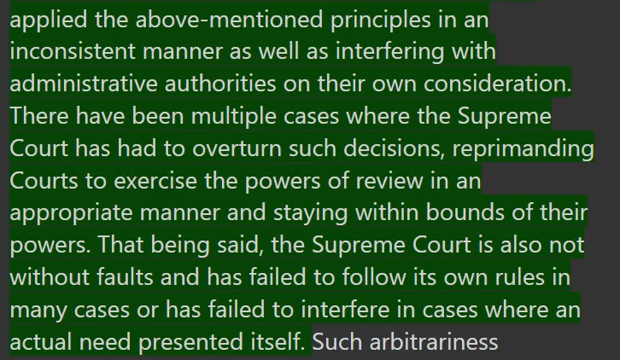 applied the above-mentioned principles in an
inconsistent manner as well as interfering with
administrative authorities on their own consideration.
There have been multiple cases where the Supreme
Court has had to overturn such decisions, reprimanding
Courts to exercise the powers of review in an
appropriate manner and staying within bounds of their
powers. That being said, the Supreme Court is also not
without faults and has failed to follow its own rules in
many cases or has failed to interfere in cases where an
actual need presented itself. Such arbitrariness